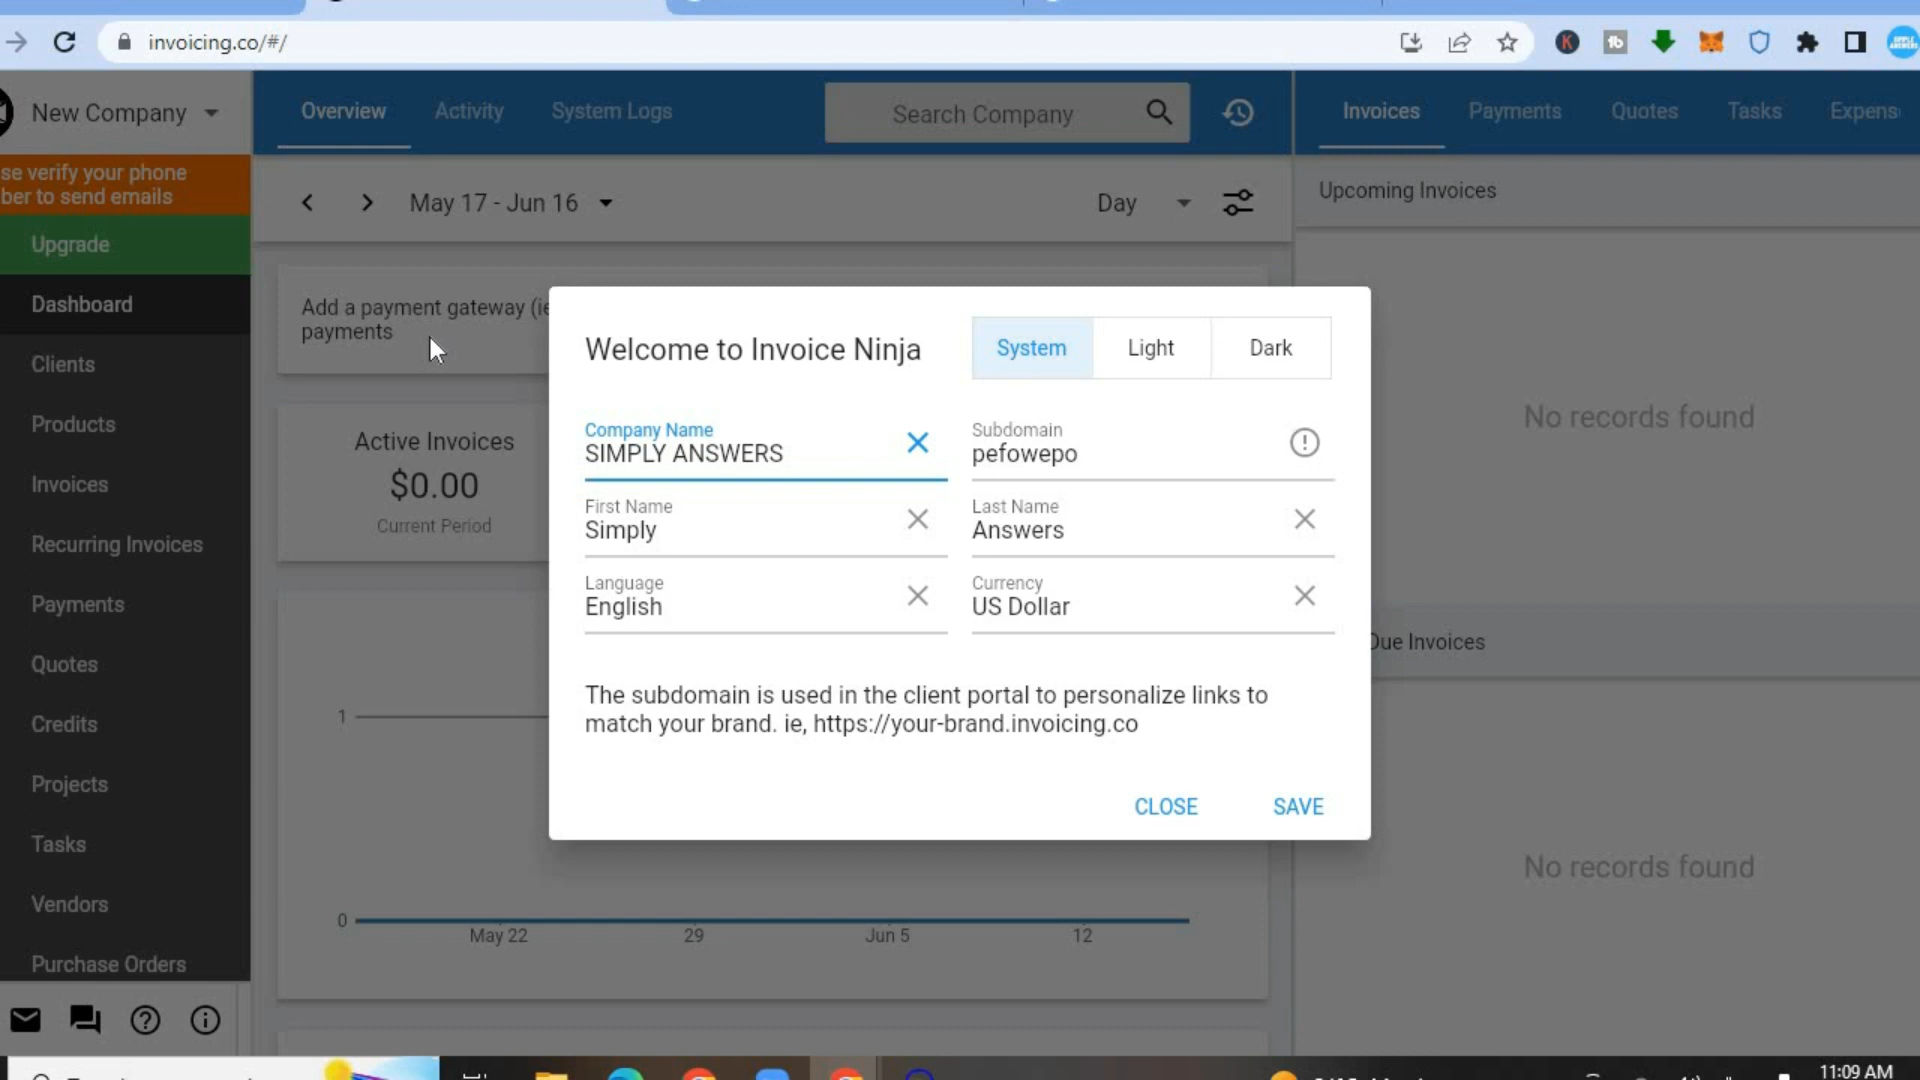 invoicing.co/#/
New Company
Overview
Activity
System Logs
Search Company
Invoices
Payments
Quotes
Tasks
Expens
se verify your phone
ber to send emails
Upgrade
Dashboard
Clients
Products
Invoices
Recurring Invoices
Payments
Quotes
Credits
Projects
Tasks
Vendors
Purchase Orders
May 17 - Jun 16
Day
Upcoming Invoices
Add a payment gateway (ie
payments
Active Invoices
$0.00
Current Period
1
0
May 22
29
Jun 5
12
No records found
Due Invoices
No records found
Welcome to Invoice Ninja
System
Light
Dark
Company Name
SIMPLY ANSWERS
Subdomain
pefowepo
First Name
Simply
Last Name
Answers
Language
English
Currency
US Dollar
The subdomain is used in the client portal to personalize links to
match your brand. ie, https://your-brand.invoicing.co
CLOSE
SAVE
11:09 AM